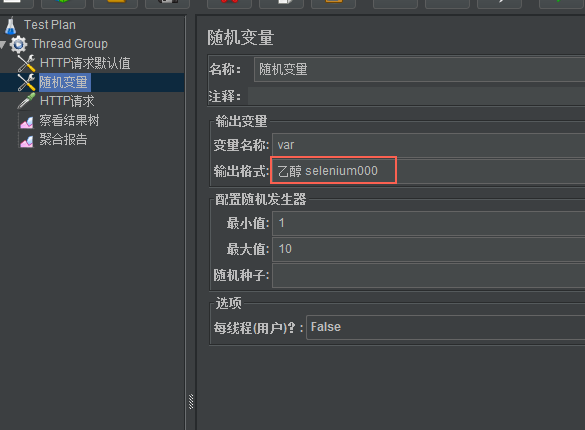 Test Plan
Thread Group
HTTP请求默认值
随机变量
HTTP请求
察看结果树
聚合报告
随机变量
名称: 随机变量
注释:
输出变量
变量名称: var
输出格式: 乙醇 selenium000
配置随机发生器
最小值: 1
最大值: 10
随机种子:
选项
每线程(用户)?: False